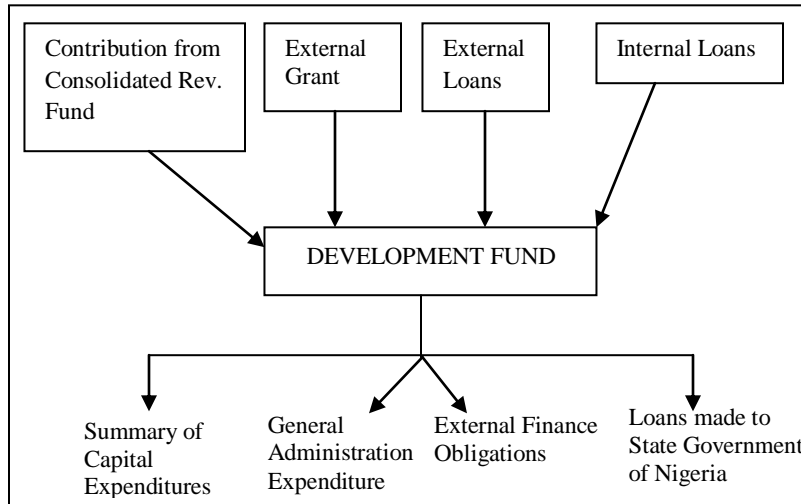 Contribution from
Consolidated Rev.
Fund
External
Grant
External
Loans
Internal Loans
DEVELOPMENT FUND
Summary of
Capital
Expenditures
General
Administration
Expenditure
External Finance
Obligations
Loans made to
State Government
of Nigeria